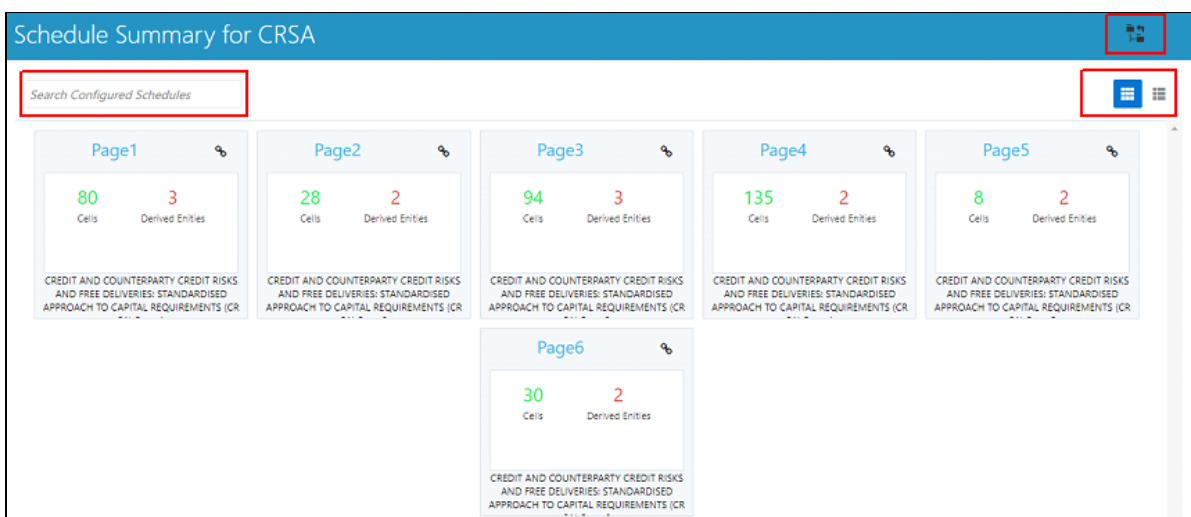 Schedule Summary for CRSA
Search Configured Schedules
Page1
80 3
Cells Derived Enities
CREDIT AND COUNTERPARTY CREDIT RISKS
AND FREE DELIVERIES: STANDARDISED
APPROACH TO CAPITAL REQUIREMENTS (CR
Page2
28 2
Cells Derived Enities
CREDIT AND COUNTERPARTY CREDIT RISKS
AND FREE DELIVERIES: STANDARDISED
APPROACH TO CAPITAL REQUIREMENTS (CR
Page3
94 3
Cells Derived Enities
CREDIT AND COUNTERPARTY CREDIT RISKS
AND FREE DELIVERIES: STANDARDISED
APPROACH TO CAPITAL REQUIREMENTS (CR
Page4
135 2
Cells Derived Enities
CREDIT AND COUNTERPARTY CREDIT RISKS
AND FREE DELIVERIES: STANDARDISED
APPROACH TO CAPITAL REQUIREMENTS (CR
Page5
8 2
Cells Derived Enities
CREDIT AND COUNTERPARTY CREDIT RISKS
AND FREE DELIVERIES: STANDARDISED
APPROACH TO CAPITAL REQUIREMENTS (CR
Page6
30 2
Cells Derived Enities
CREDIT AND COUNTERPARTY CREDIT RISKS
AND FREE DELIVERIES: STANDARDISED
APPROACH TO CAPITAL REQUIREMENTS (CR